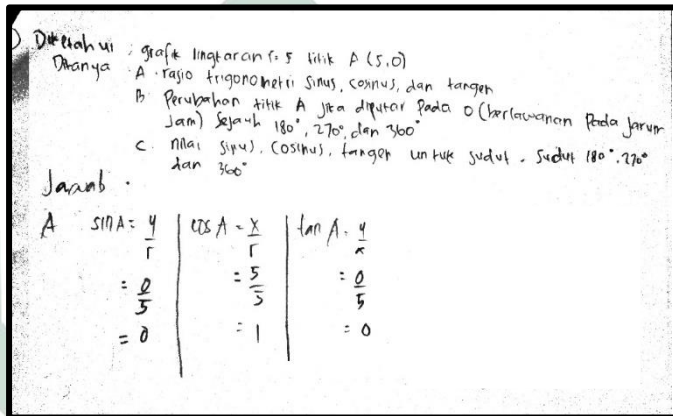 Diketahui : grafik lingkaran r = 5 titik A (5,0)
Ditanya A. rasio trigonometri sinus, cosinus, dan tangen
B Perubahan titik A jika diputar Pada O (berlawanan Pada jarum
Jam) Sejauh 180°, 270°, dan 360°
C. nilai sinus, cosinus, tangen untuk sudut - sudut 180°, 270°
dan 360°
Jawab :
A sin A = y/r | cos A = x/r | tan A = y/x
= 0/5 | = 5/5 | = 0/5
= 0 | = 1 | = 0